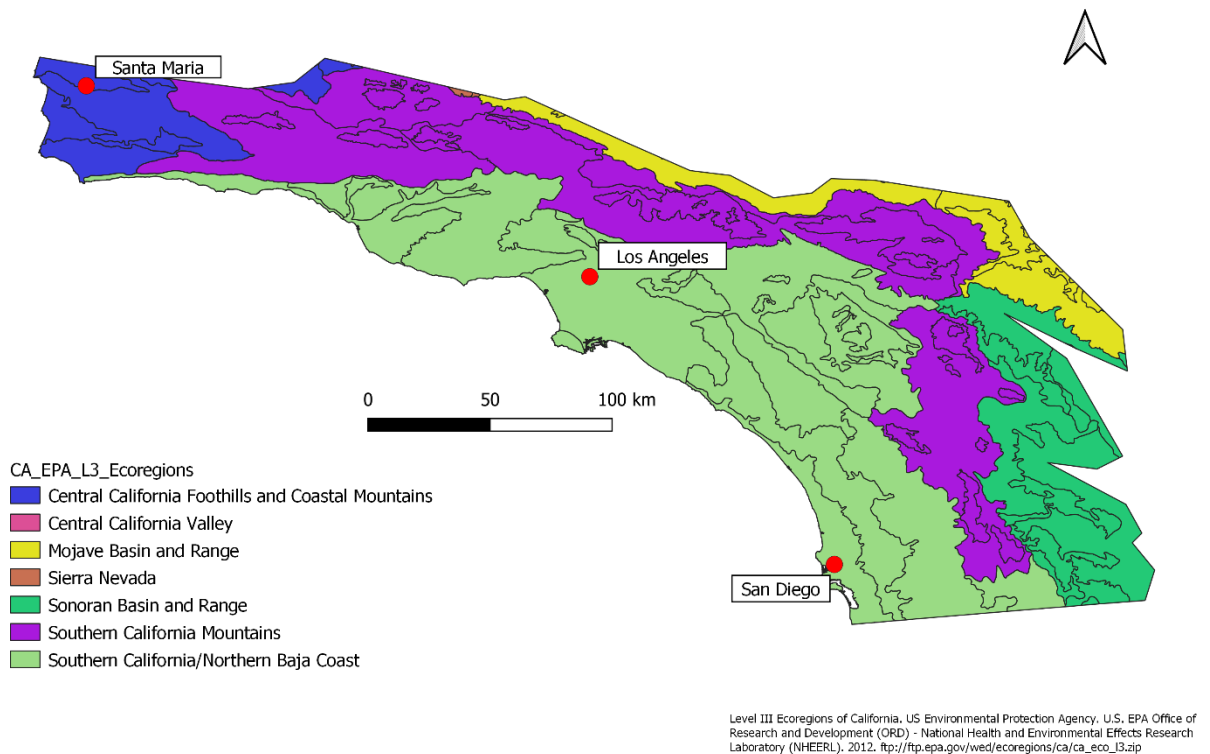 Santa Maria
Los Angeles
0 50 100 km
San Diego
CA_EPA_L3_Ecoregions
Central California Foothills and Coastal Mountains
Central California Valley
Mojave Basin and Range
Sierra Nevada
Sonoran Basin and Range
Southern California Mountains
Southern California/Northern Baja Coast
Level III Ecoregions of California. US Environmental Protection Agency. U.S. EPA Office of
Research and Development (ORD) - National Health and Environmental Effects Research
Laboratory (NHEERL). 2012. ftp://ftp.epa.gov/wed/ecoregions/ca/ca_eco_l3.zip